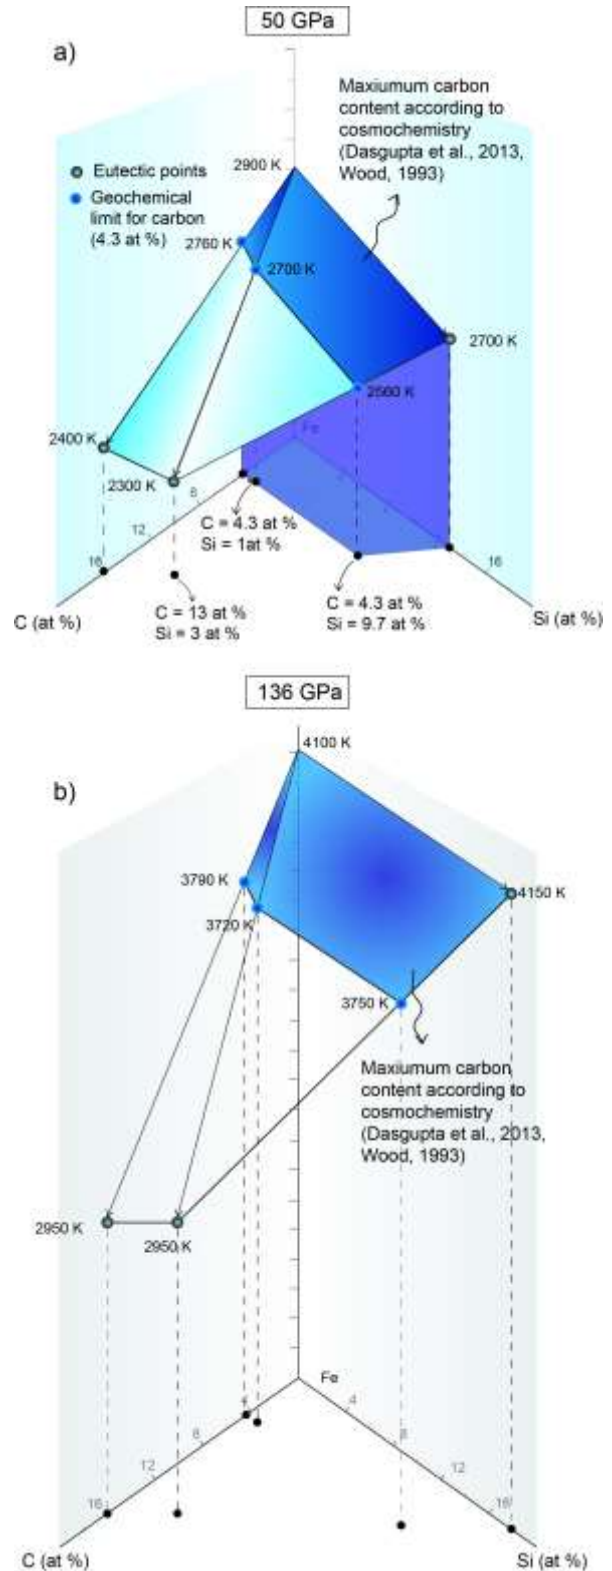 50 GPa
a)
Maxiumum carbon
content according to
cosmochemistry
(Dasgupta et al., 2013,
Wood, 1993)
Eutectic points
Geochemical
limit for carbon
(4.3 at %)
2900 K
2760 K
2700 K
2700 K
2560 K
2400 K
2300 K
Fe
8
12
16
16
C = 4.3 at %
Si = 1at %
C = 13 at %
Si = 3 at %
C = 4.3 at %
Si = 9.7 at %
C (at %)
Si (at %)
136 GPa
b)
4100 K
3790 K
3720 K
4150 K
3750 K
Maxiumum carbon
content according to
cosmochemistry
(Dasgupta et al., 2013,
Wood, 1993)
2950 K
2950 K
Fe
4
4
8
8
12
12
16
16
C (at %)
Si (at %)